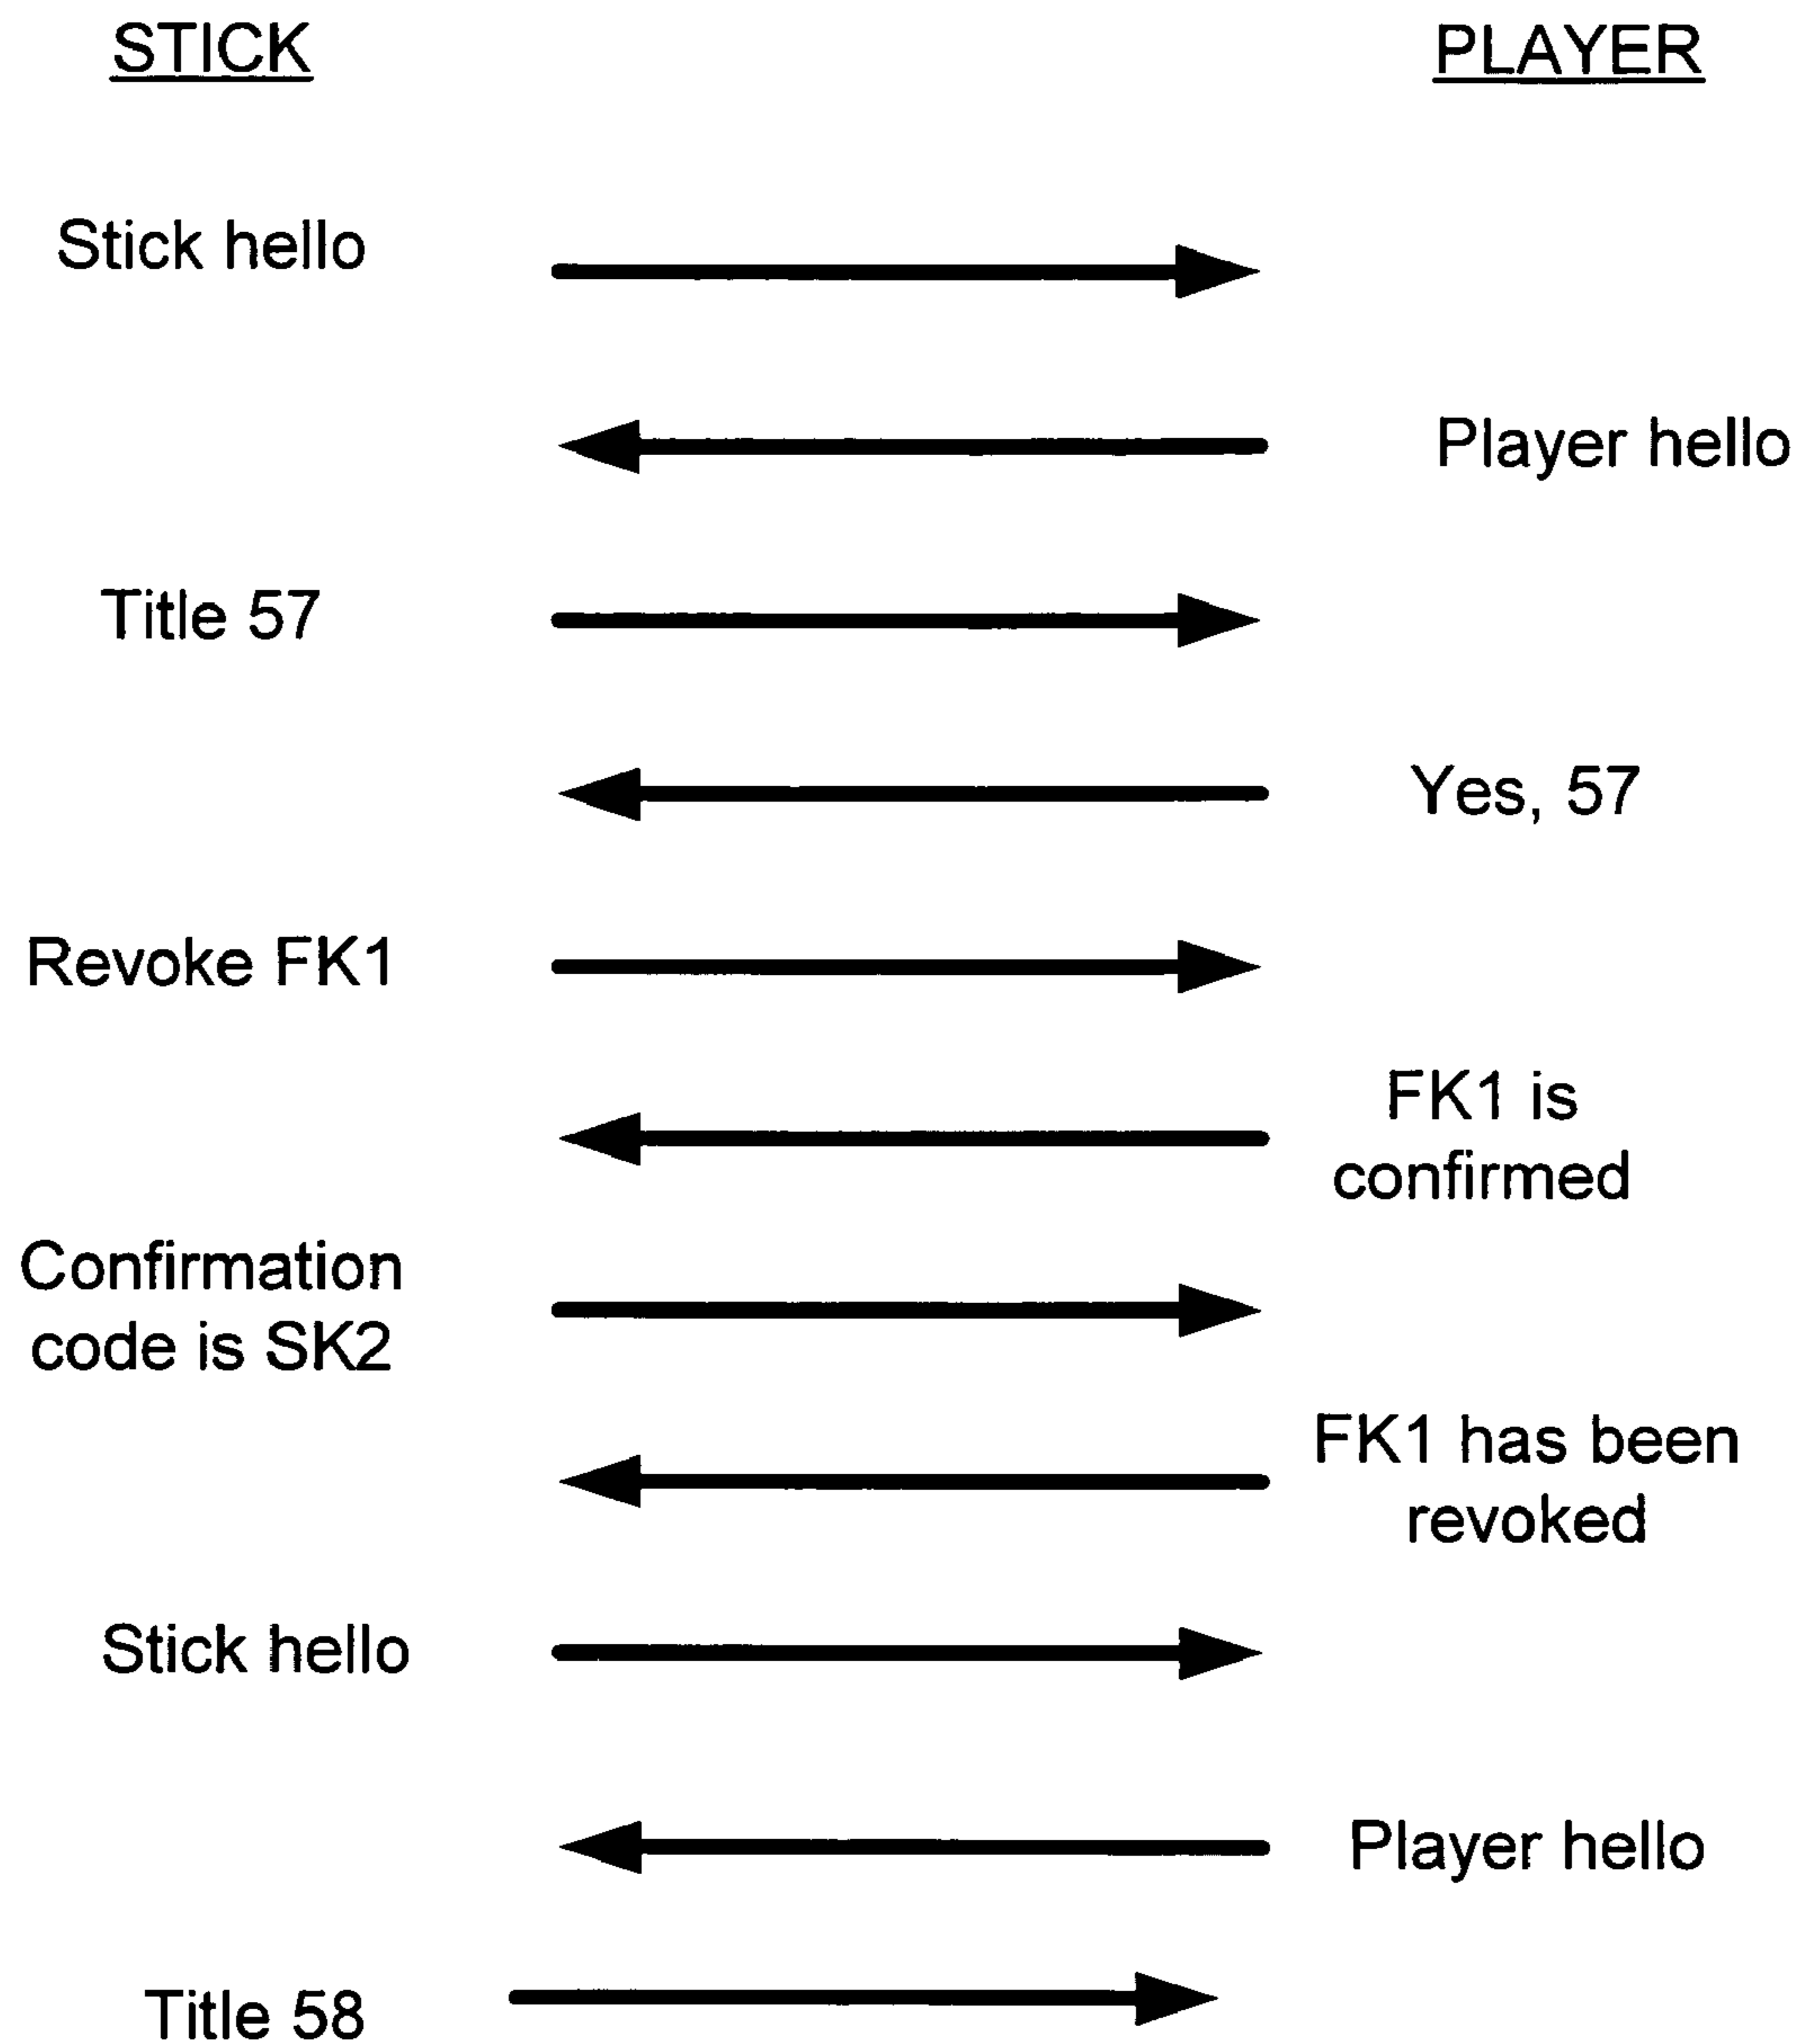 STICK
PLAYER
Stick hello
Player hello
Title 57
Yes, 57
Revoke FK1
FK1 is
confirmed
Confirmation
code is SK2
FK1 has been
revoked
Stick hello
Player hello
Title 58